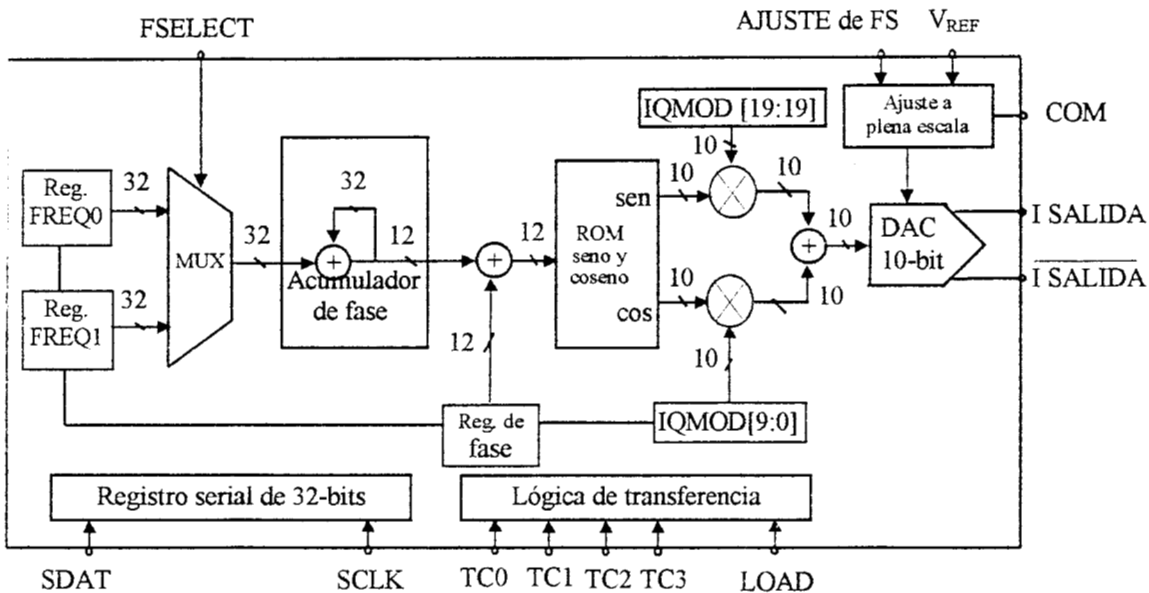 FSELECT
AJUSTE de FS
VREF
IQMOD [19:19]
Ajuste a
plena escala
COM
Reg.
FREQ0
32
MUX
32
32
12
Acumulador
de fase
12
ROM
seno y
coseno
sen
cos
10
10
10
10
10
DAC
10-bit
I SALIDA
I SALIDA
Reg.
FREQ1
32
12
10
10
10
Reg. de
fase
IQMOD[9:0]
Registro serial de 32-bits
Lógica de transferencia
SDAT
SCLK
TC0
TC1
TC2
TC3
LOAD